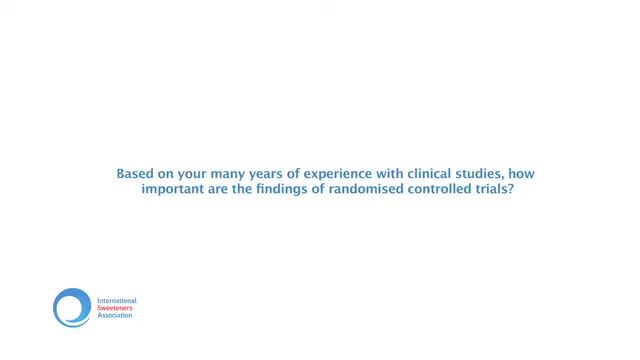 Based on your many years of experience with clinical studies, how
important are the findings of randomised controlled trials?
International
Sweeteners
Association